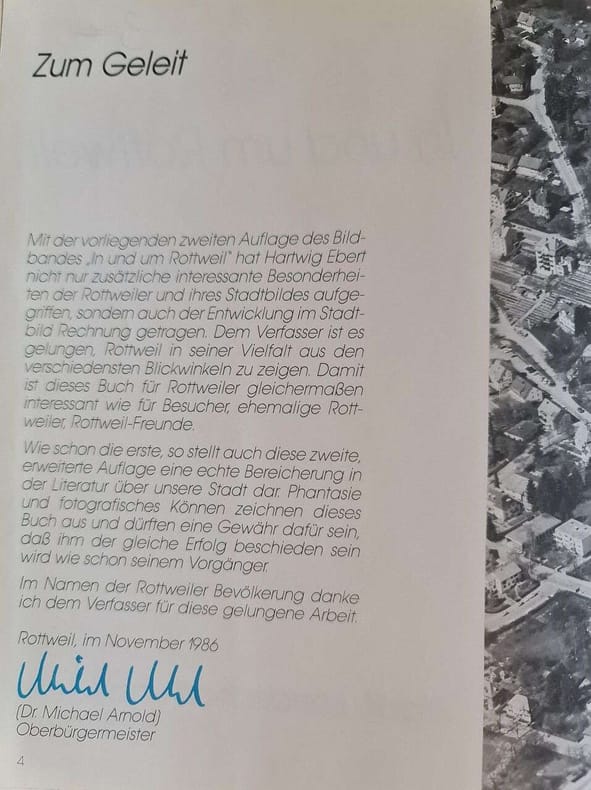 Zum Geleit
Mit der vorliegenden zweiten Auflage des Bild-
bandes „In und um Rottweil" hat Hartwig Ebert
nicht nur zusätzliche interessante Besonderhei-
ten der Rottweiler und ihres Stadtbildes aufge-
griffen, sondern auch der Entwicklung im Stadt-
bild Rechnung getragen. Dem Verfasser ist es
gelungen, Rottweil in seiner Vielfalt aus den
verschiedensten Blickwinkeln zu zeigen. Damit
ist dieses Buch für Rottweiler gleichermaßen
interessant wie für Besucher, ehemalige Rott-
weiler, Rottweil-Freunde.
Wie schon die erste, so stellt auch diese zweite,
erweiterte Auflage eine echte Bereicherung in
der Literatur über unsere Stadt dar. Phantasie
und fotografisches Können zeichnen dieses
Buch aus und dürften eine Gewähr dafür sein,
daß ihm der gleiche Erfolg beschieden sein
wird wie schon seinem Vorgänger.
Im Namen der Rottweiler Bevölkerung danke
ich dem Verfasser für diese gelungene Arbeit.
Rottweil, im November 1986
(Dr. Michael Arnold)
Oberbürgermeister
4